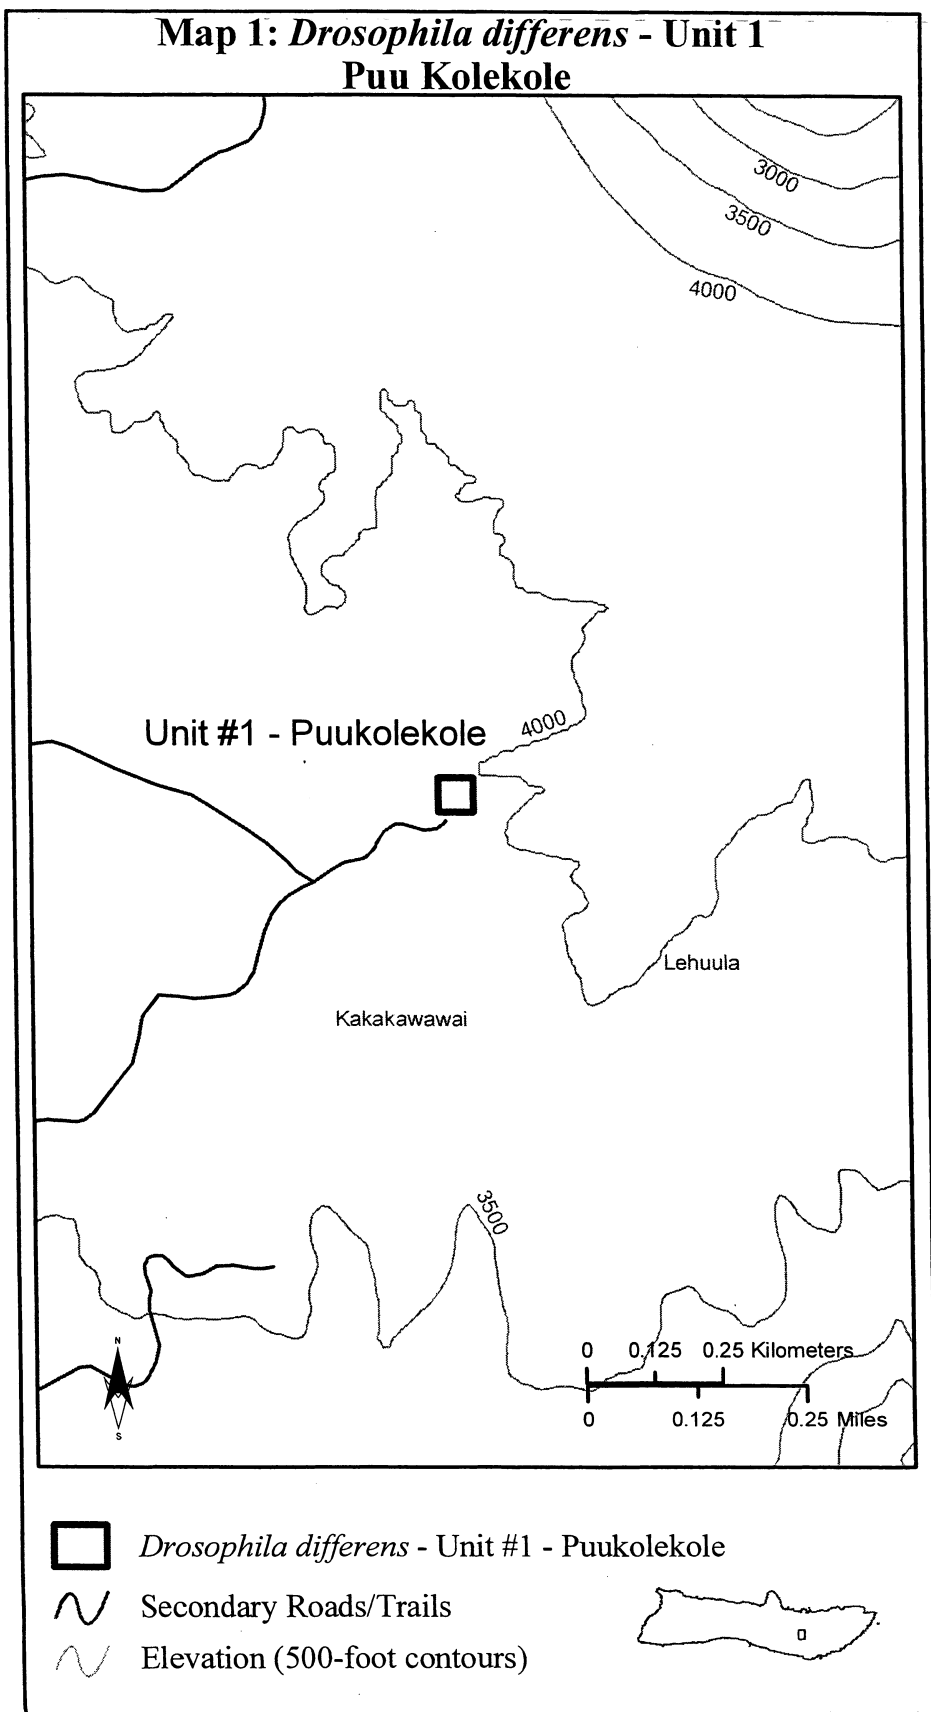 Map 1: Drosophila differens - Unit 1
Puu Kolekole
3000
3500
4000
4000
Unit #1 - Puukolekole
Lehuula
Kakakawawai
3500
N
S
0 0.125 0.25 Kilometers
0 0.125 0.25 Miles
Drosophila differens - Unit #1 - Puukolekole
Secondary Roads/Trails
Elevation (500-foot contours)